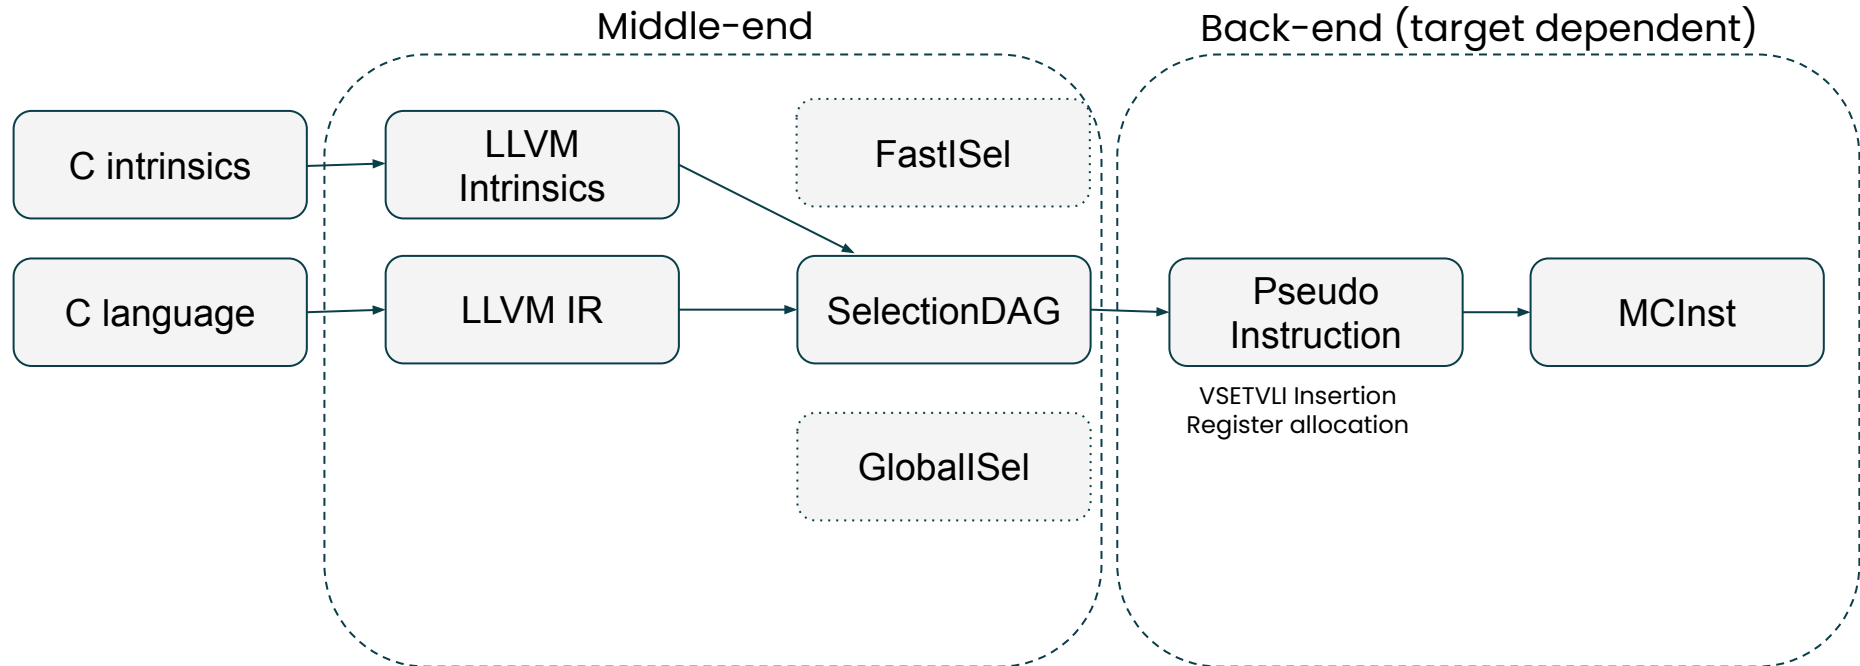 Middle-end
Back-end (target dependent)
C intrinsics
LLVM
Intrinsics
FastISel
C language
LLVM IR
SelectionDAG
Pseudo
Instruction
MCInst
VSETVLI Insertion
Register allocation
GlobalISel